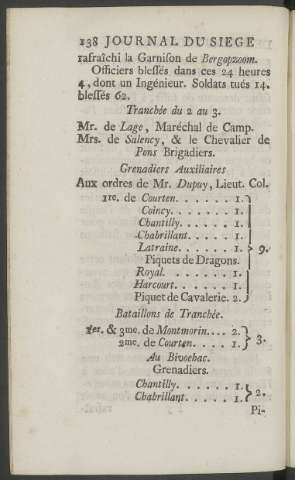 138 JOURNAL DU SIEGE
rafraîchi la Garnison de Bergopzoom.
Officiers blessés dans ces 24 heures
4, dont un Ingénieur. Soldats tués 14.
blessés 62.
Tranchée du 2 au 3.
Mr. de Lage, Maréchal de Camp.
Mrs. de Salency, & le Chevalier de
Pons Brigadiers.
Grenadiers Auxiliaires
Aux ordres de Mr. Dupuy, Lieut. Col.
1re. de Courten. . . . . . 1.
Coincy. . . . . . 1.
Chantilly. . . . . 1.
Chabrillant. . . . . 1.
Latraine. . . . . . 1. 9.
Piquets de Dragons.
Royal. . . . . . . 1.
Harcourt. . . . . . 1.
Piquet de Cavalerie. 2.
Bataillons de Tranchée.
1er. & 3me. de Montmorin.... 2.
2me. de Courten. . . . 1. 3.
Au Bivoebac.
Grenadiers.
Chantilly. . . . . . 1.
Chabrillant. . . . . 1. 2.
Pi-